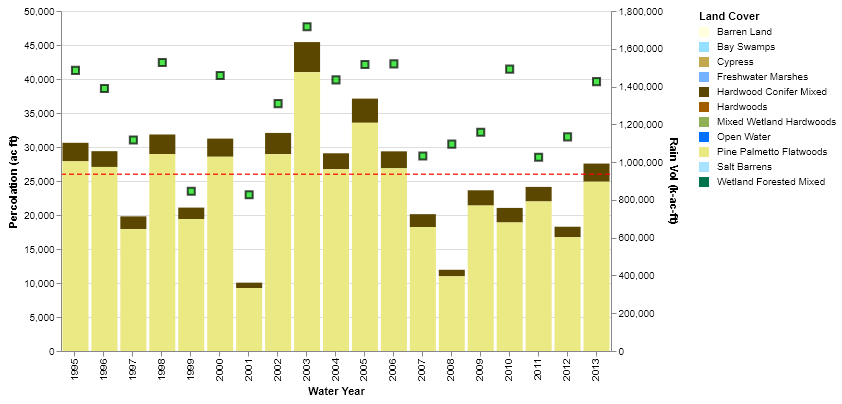 Percolation (ac ft)
50,000
45,000
40,000
35,000
30,000
25,000
20,000
15,000
10,000
5,000
0
1995
1996
1997
1998
1999
2000
2001
2002
2003
2004
2005
2006
2007
2008
2009
2010
2011
2012
2013
Water Year
1,800,000
1,600,000
1,400,000
1,200,000
1,000,000
800,000
600,000
400,000
200,000
0
Rain Vol (k-ac-ft)
Land Cover
Barren Land
Bay Swamps
Cypress
Freshwater Marshes
Hardwood Conifer Mixed
Hardwoods
Mixed Wetland Hardwoods
Open Water
Pine Palmetto Flatwoods
Salt Barrens
Wetland Forested Mixed